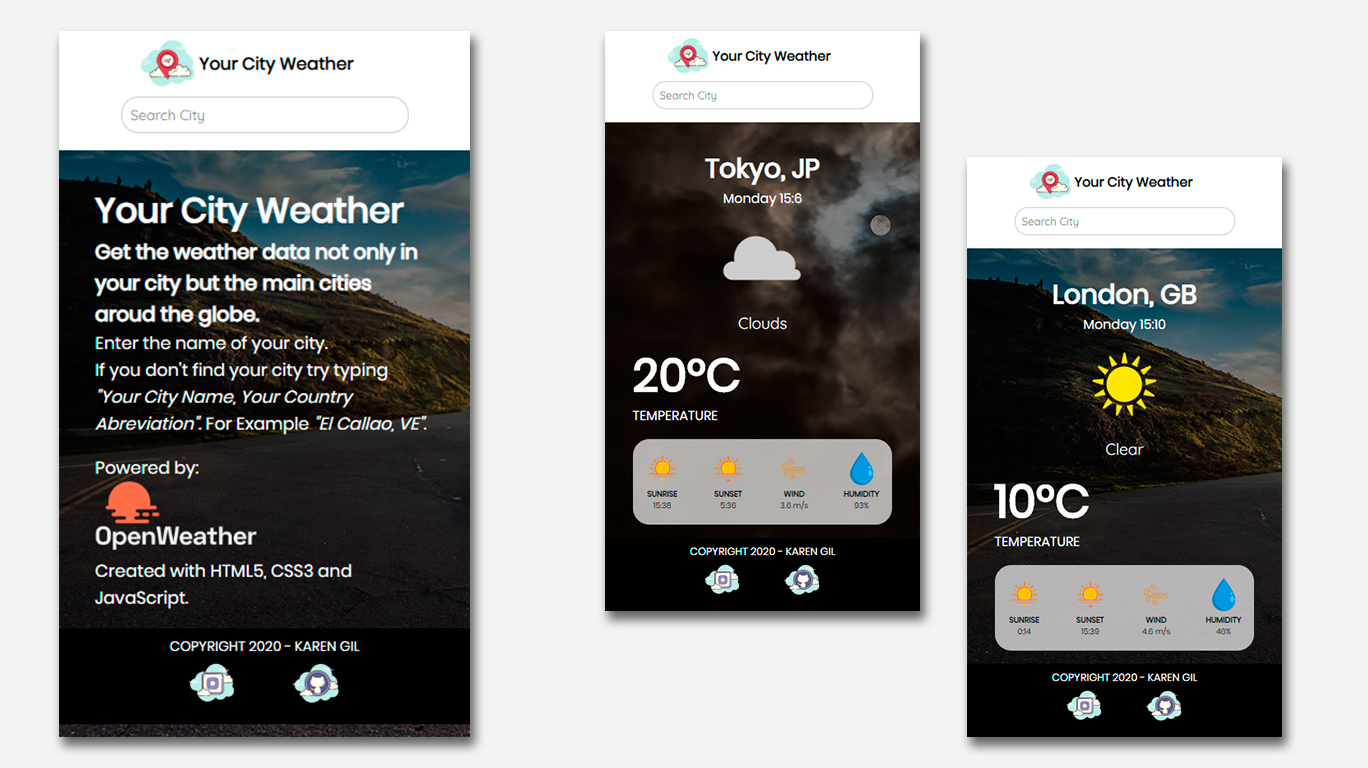 Your City Weather
Search City
Your City Weather
Get the weather data not only in
your city but the main cities
aroud the globe.
Enter the name of your city.
If you don't find your city try typing
"Your City Name, Your Country
Abreviation". For Example "El Callao, VE".
Powered by:
OpenWeather
Created with HTML5, CSS3 and
JavaScript.
COPYRIGHT 2020 - KAREN GIL
Your City Weather
Search City
Tokyo, JP
Monday 15:6
Clouds
20°C
TEMPERATURE
SUNRISE SUNSET WIND HUMIDITY
15:38 5:36 3.6 m/s 93%
COPYRIGHT 2020 - KAREN GIL
Your City Weather
Search City
London, GB
Monday 15:10
Clear
10°C
TEMPERATURE
SUNRISE SUNSET WIND HUMIDITY
0:14 15:39 4.6 m/s 46%
COPYRIGHT 2020 - KAREN GIL